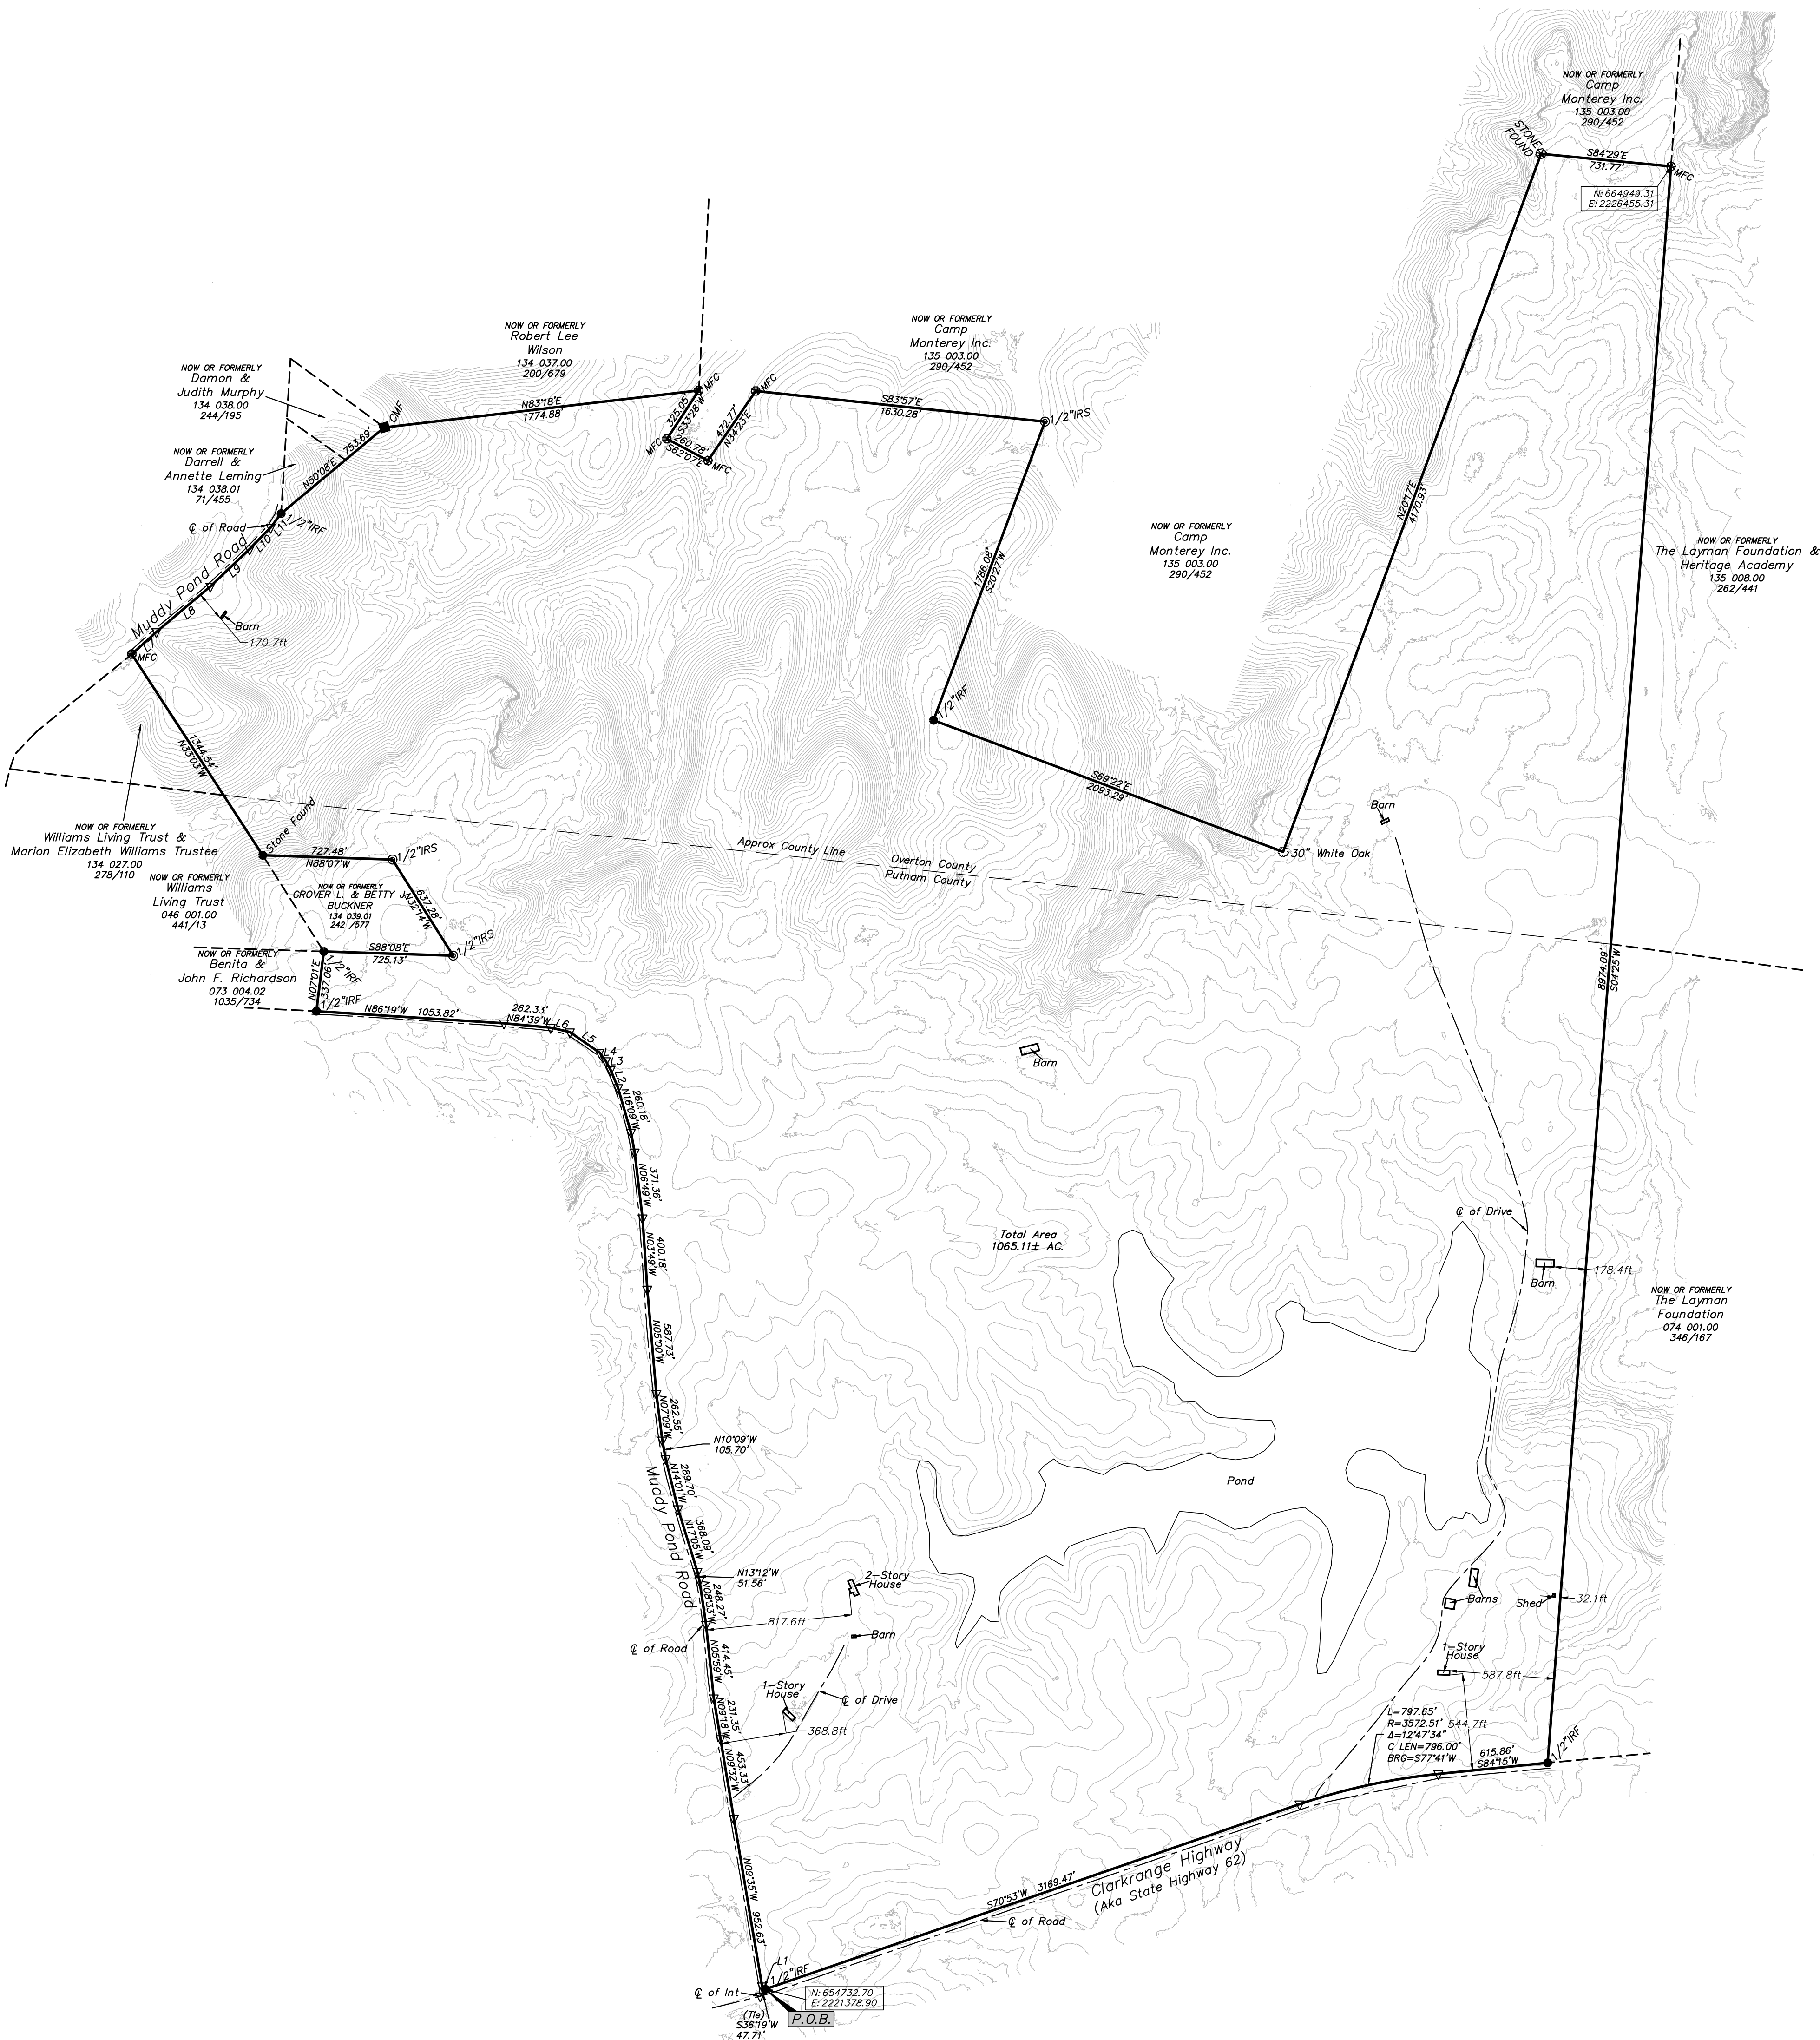 NOW OR FORMERLY
Camp
Monterey Inc.
135 003.00
290/452
STONE
FOUND
S84°29'E
731.77'
MFC
N: 664949.31
E: 2226455.31
NOW OR FORMERLY
Robert Lee
Wilson
134 037.00
200/679
NOW OR FORMERLY
Camp
Monterey Inc.
135 003.00
290/452
NOW OR FORMERLY
Damon &
Judith Murphy
134 038.00
244/195
CMF
N83°18'E
1774.88'
MFC
325.05'
S33°28'W
MFC
260.78'
S62°07'E
MFC
472.77'
N34°23'E
MFC
S83°57'E
1630.28'
1/2"IRS
NOW OR FORMERLY
Darrell &
Annette Leming
134 038.01
71/455
753.69'
N50°08'E
1/2"IRF
℄ of Road
L11
L10
L9
L8
L7
Muddy Pond Road
Barn
170.7ft
MFC
1786.08'
S20°27'W
NOW OR FORMERLY
Camp
Monterey Inc.
135 003.00
290/452
N20°17'E
4170.93'
NOW OR FORMERLY
The Layman Foundation &
Heritage Academy
135 008.00
262/441
1/2"IRF
S69°22'E
2093.29'
30" White Oak
Barn
1344.54'
N33°03'W
Stone Found
NOW OR FORMERLY
Williams Living Trust &
Marion Elizabeth Williams Trustee
134 027.00
278/110
NOW OR FORMERLY
Williams
Living Trust
046 001.00
441/13
727.48'
N88°07'W
1/2"IRS
637.28'
N32°14'W
1/2"IRS
NOW OR FORMERLY
GROVER L. & BETTY J.
BUCKNER
134 039.01
242 /577
Approx County Line
Overton County
Putnam County
S88°08'E
725.13'
1/2"IRF
NOW OR FORMERLY
Benita &
John F. Richardson
073 004.02
1035/734
N07°01'E
337.06'
1/2"IRF
N86°19'W 1053.82'
262.33'
N84°39'W
L6
L5
L4
L3
L2
260.18'
N16°09'W
371.36'
N06°49'W
400.18'
N03°49'W
587.73'
N05°00'W
262.55'
N07°09'W
N10°09'W
105.70'
289.70'
N14°01'W
368.09'
N17°05'W
N13°12'W
51.56'
248.27'
N08°33'W
414.45'
N05°59'W
231.35'
N09°18'W
453.33'
N09°32'W
N09°35'W 952.63'
8974.09'
S04°25'W
Barn
Total Area
1065.11± AC.
℄ of Drive
Barn
178.4ft
NOW OR FORMERLY
The Layman
Foundation
074 001.00
346/167
Pond
Muddy Pond Road
2-Story
House
817.6ft
Barn
℄ of Road
1-Story
House
℄ of Drive
368.8ft
Barns
Shed
32.1ft
1-Story
House
587.8ft
544.7ft
L=797.65'
R=3572.51'
Δ=12°47'34"
C LEN=796.00'
BRG=S77°41'W
615.86'
S84°15'W
1/2"IRF
Clarkrange Highway
(Aka State Highway 62)
S70°53'W 3169.47'
℄ of Road
L1
1/2"IRF
℄ of Int
N: 654732.70
E: 2221378.90
P.O.B.
(Tie)
S36°19'W
47.71'